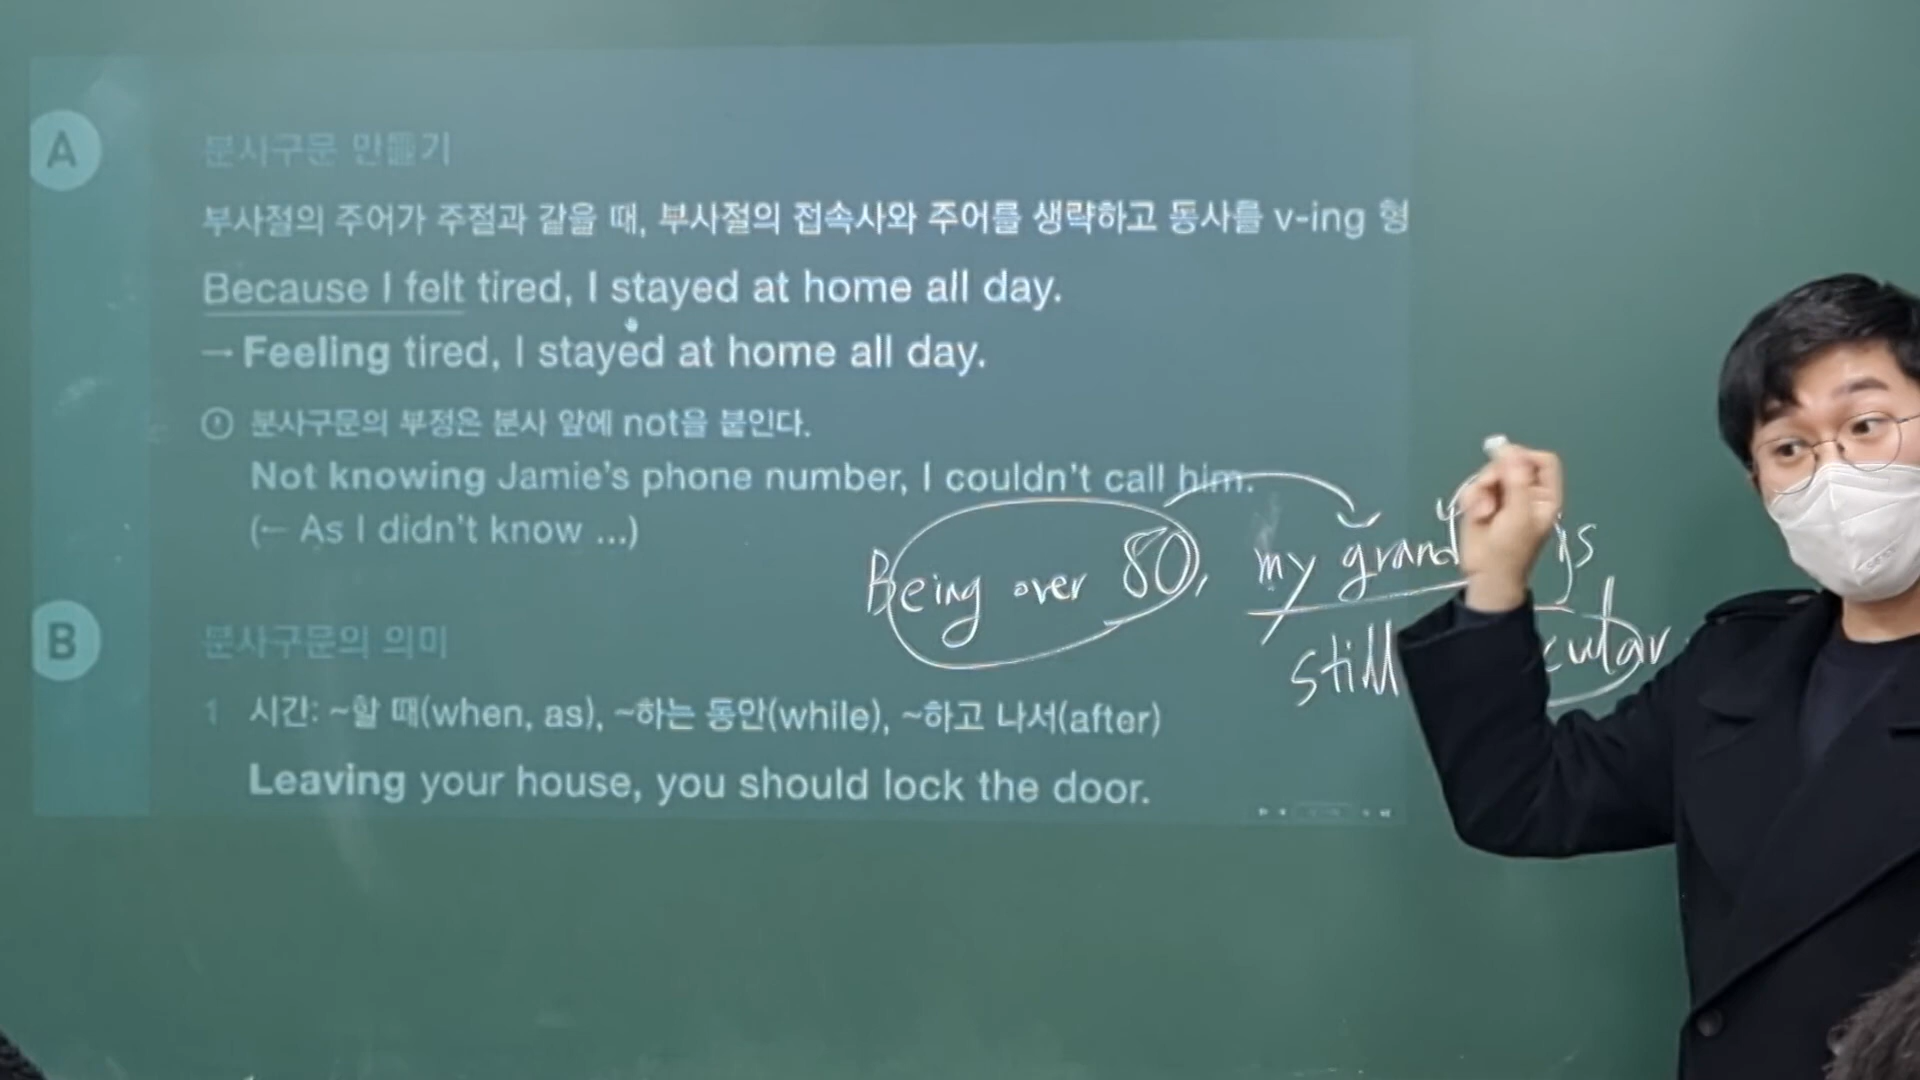 A
분사구문 만들기
부사절의 주어가 주절과 같을 때, 부사절의 접속사와 주어를 생략하고 동사를 v-ing 형
Because I felt tired, I stayed at home all day.
→ Feeling tired, I stayed at home all day.
! 분사구문의 부정은 분사 앞에 not을 붙인다.
Not knowing Jamie's phone number, I couldn't call him.
(← As I didn't know ...)
Being over 80, my grand is
still cular
B
분사구문의 의미
1 시간: ~할 때(when, as), ~하는 동안(while), ~하고 나서(after)
Leaving your house, you should lock the door.